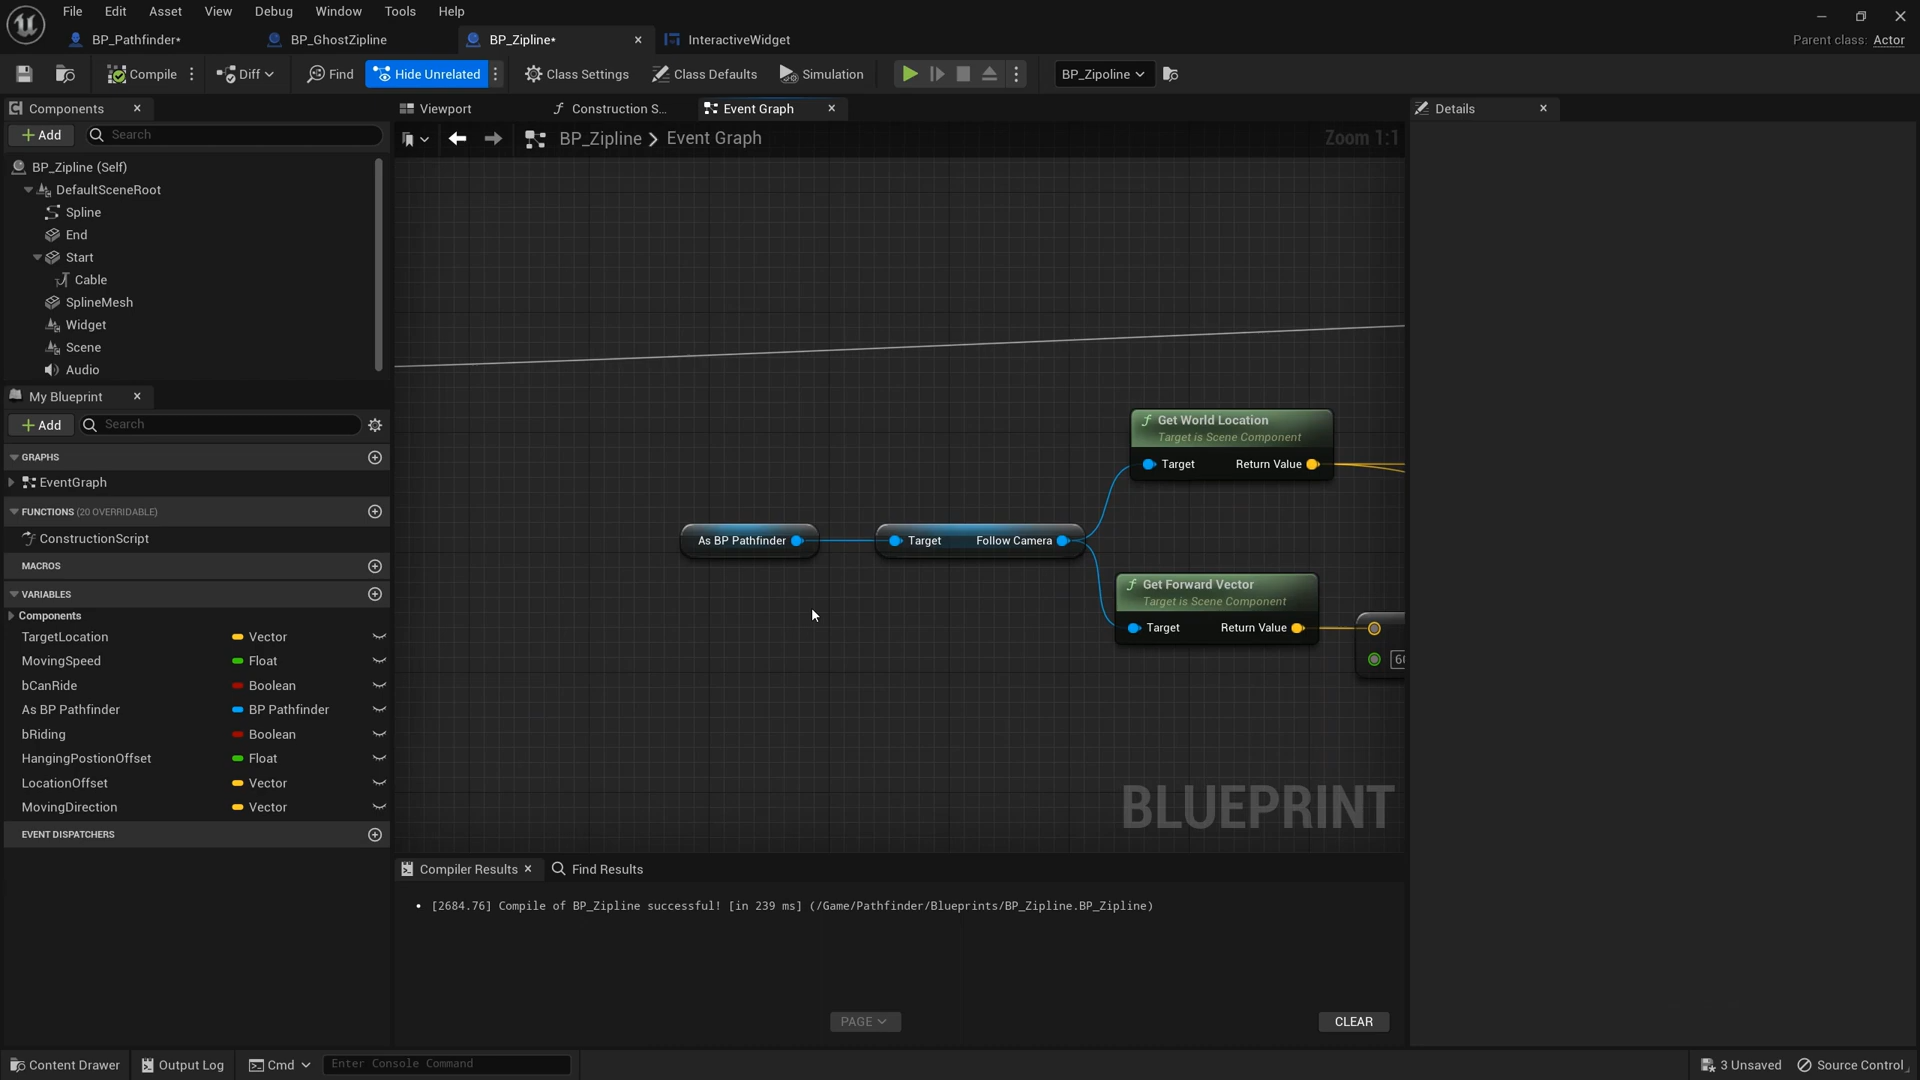 File Edit Asset View Debug Window Tools Help
BP_Pathfinder* BP_GhostZipline BP_Zipline* InteractiveWidget Parent class: Actor
Compile Diff Find Hide Unrelated Class Settings Class Defaults Simulation BP_Zipoline
Components Viewport Construction S... Event Graph Details
Add Search BP_Zipline Event Graph Zoom 1:1
BP_Zipline (Self)
DefaultSceneRoot
Spline
End
Start
Cable
SplineMesh
Widget
Scene
Audio
My Blueprint
Add Search
GRAPHS
EventGraph
FUNCTIONS (20 OVERRIDABLE)
ConstructionScript
MACROS
VARIABLES
Components
TargetLocation Vector
MovingSpeed Float
bCanRide Boolean
As BP Pathfinder BP Pathfinder
bRiding Boolean
HangingPostionOffset Float
LocationOffset Vector
MovingDirection Vector
EVENT DISPATCHERS
Get World Location
Target is Scene Component
Target Return Value
As BP Pathfinder Target Follow Camera
Get Forward Vector
Target is Scene Component
Target Return Value
60
BLUEPRINT
Compiler Results Find Results
• [2684.76] Compile of BP_Zipline successful! [in 239 ms] (/Game/Pathfinder/Blueprints/BP_Zipline.BP_Zipline)
PAGE CLEAR
Content Drawer Output Log Cmd Enter Console Command 3 Unsaved Source Control